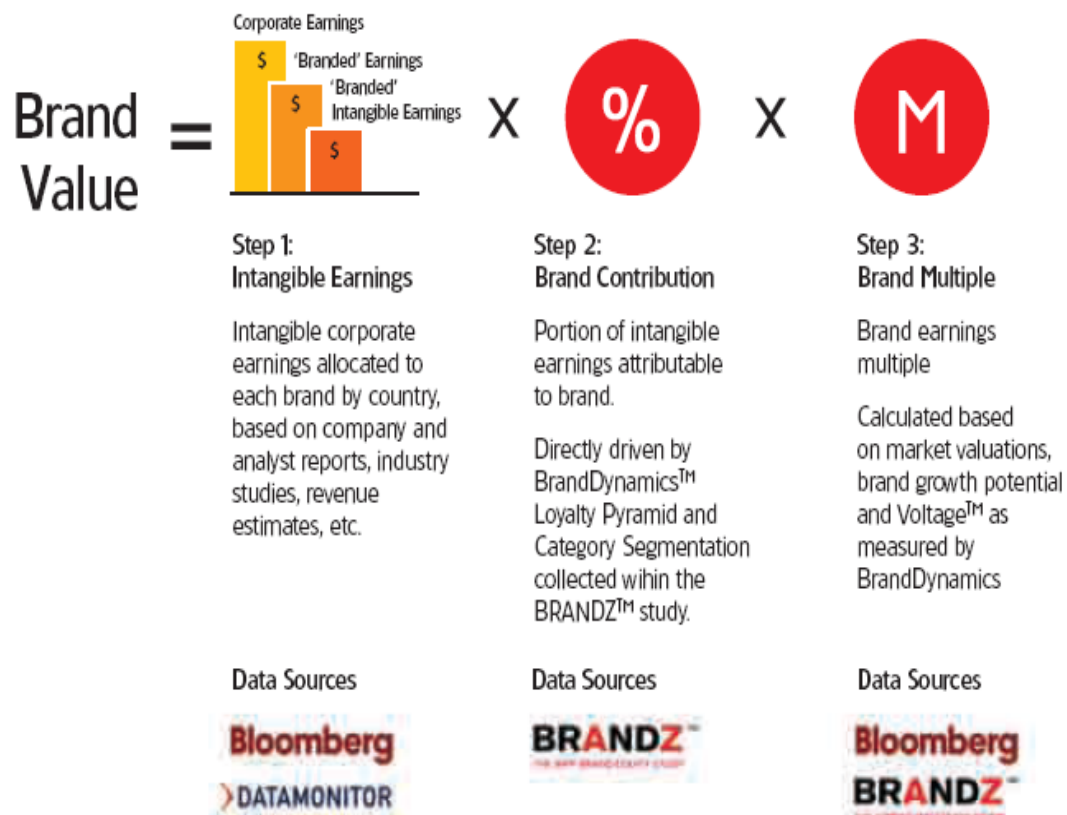 Brand
Value
=
Corporate Earnings
$
'Branded' Earnings
$
'Branded'
Intangible Earnings
$
X
%
X
M
Step 1:
Intangible Earnings
Intangible corporate
earnings allocated to
each brand by country,
based on company and
analyst reports, industry
studies, revenue
estimates, etc.
Data Sources
Bloomberg
DATAMONITOR
Step 2:
Brand Contribution
Portion of intangible
earnings attributable
to brand.
Directly driven by
BrandDynamics™
Loyalty Pyramid and
Category Segmentation
collected wihin the
BRANDZ™ study.
Data Sources
BRANDZ™
Step 3:
Brand Multiple
Brand earnings
multiple
Calculated based
on market valuations,
brand growth potential
and Voltage™ as
measured by
BrandDynamics
Data Sources
Bloomberg
BRANDZ™